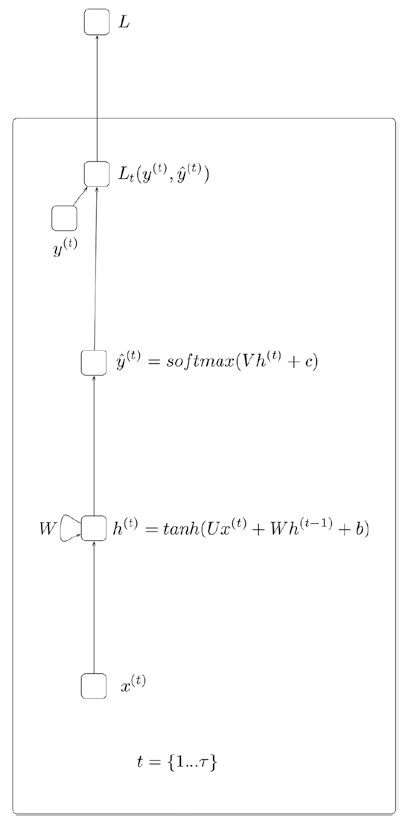 L
L_t(y^{(t)}, ŷ^{(t)})
y^{(t)}
ŷ^{(t)} = softmax(Vh^{(t)} + c)
W
h^{(t)} = tanh(Ux^{(t)} + Wh^{(t-1)} + b)
x^{(t)}
t = {1...τ}